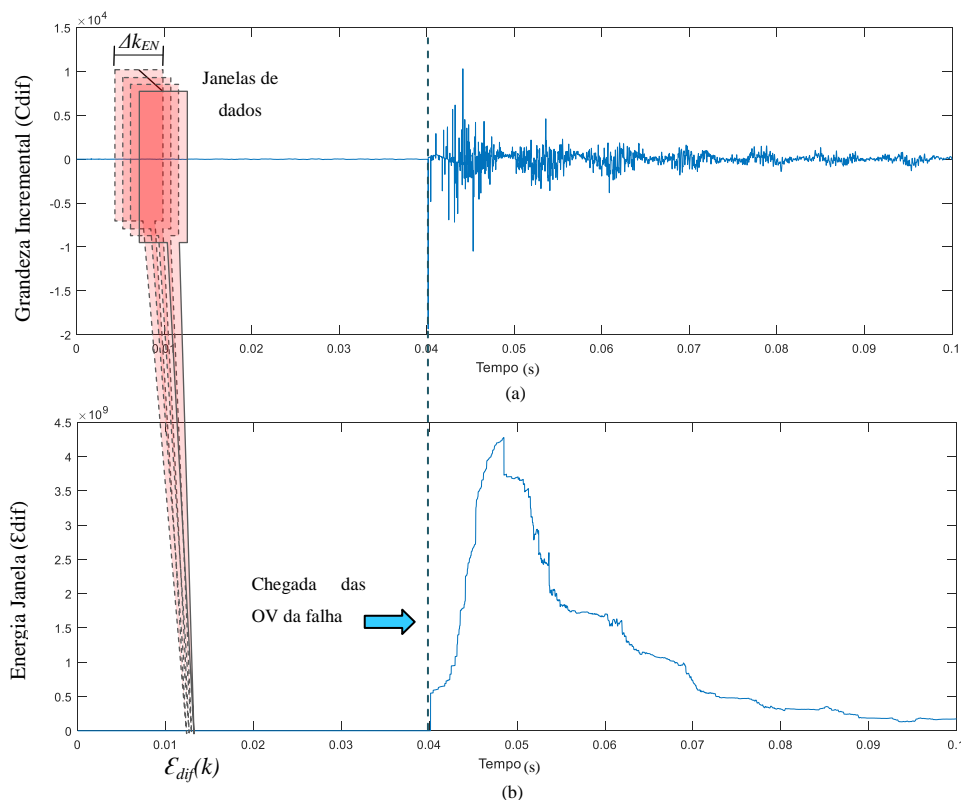 ×10⁴
Grandeza Incremental (Cdif)
1.5
1
0.5
0
-0.5
-1
-1.5
-2
Δk_EN
Janelas de
dados
0 0.01 0.02 0.03 0.04 0.05 0.06 0.07 0.08 0.09 0.1
Tempo (s)
(a)
×10⁹
Energia Janela (Ɛdif)
4.5
4
3.5
3
2.5
2
1.5
1
0.5
0
Chegada das
OV da falha
0 0.01 0.02 0.03 0.04 0.05 0.06 0.07 0.08 0.09 0.1
Ɛ_dif(k)
Tempo (s)
(b)